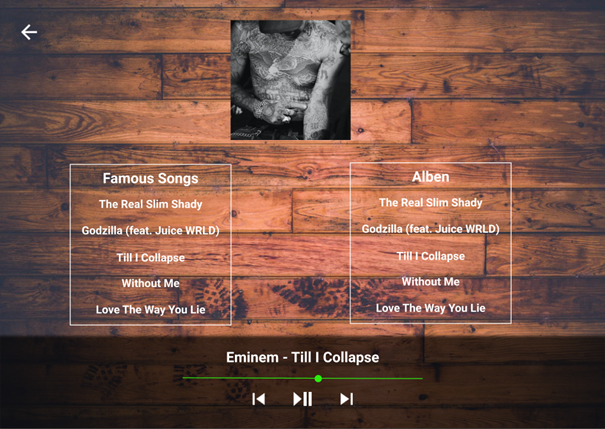 Famous Songs
The Real Slim Shady
Godzilla (feat. Juice WRLD)
Till I Collapse
Without Me
Love The Way You Lie
Alben
The Real Slim Shady
Godzilla (feat. Juice WRLD)
Till I Collapse
Without Me
Love The Way You Lie
Eminem - Till I Collapse